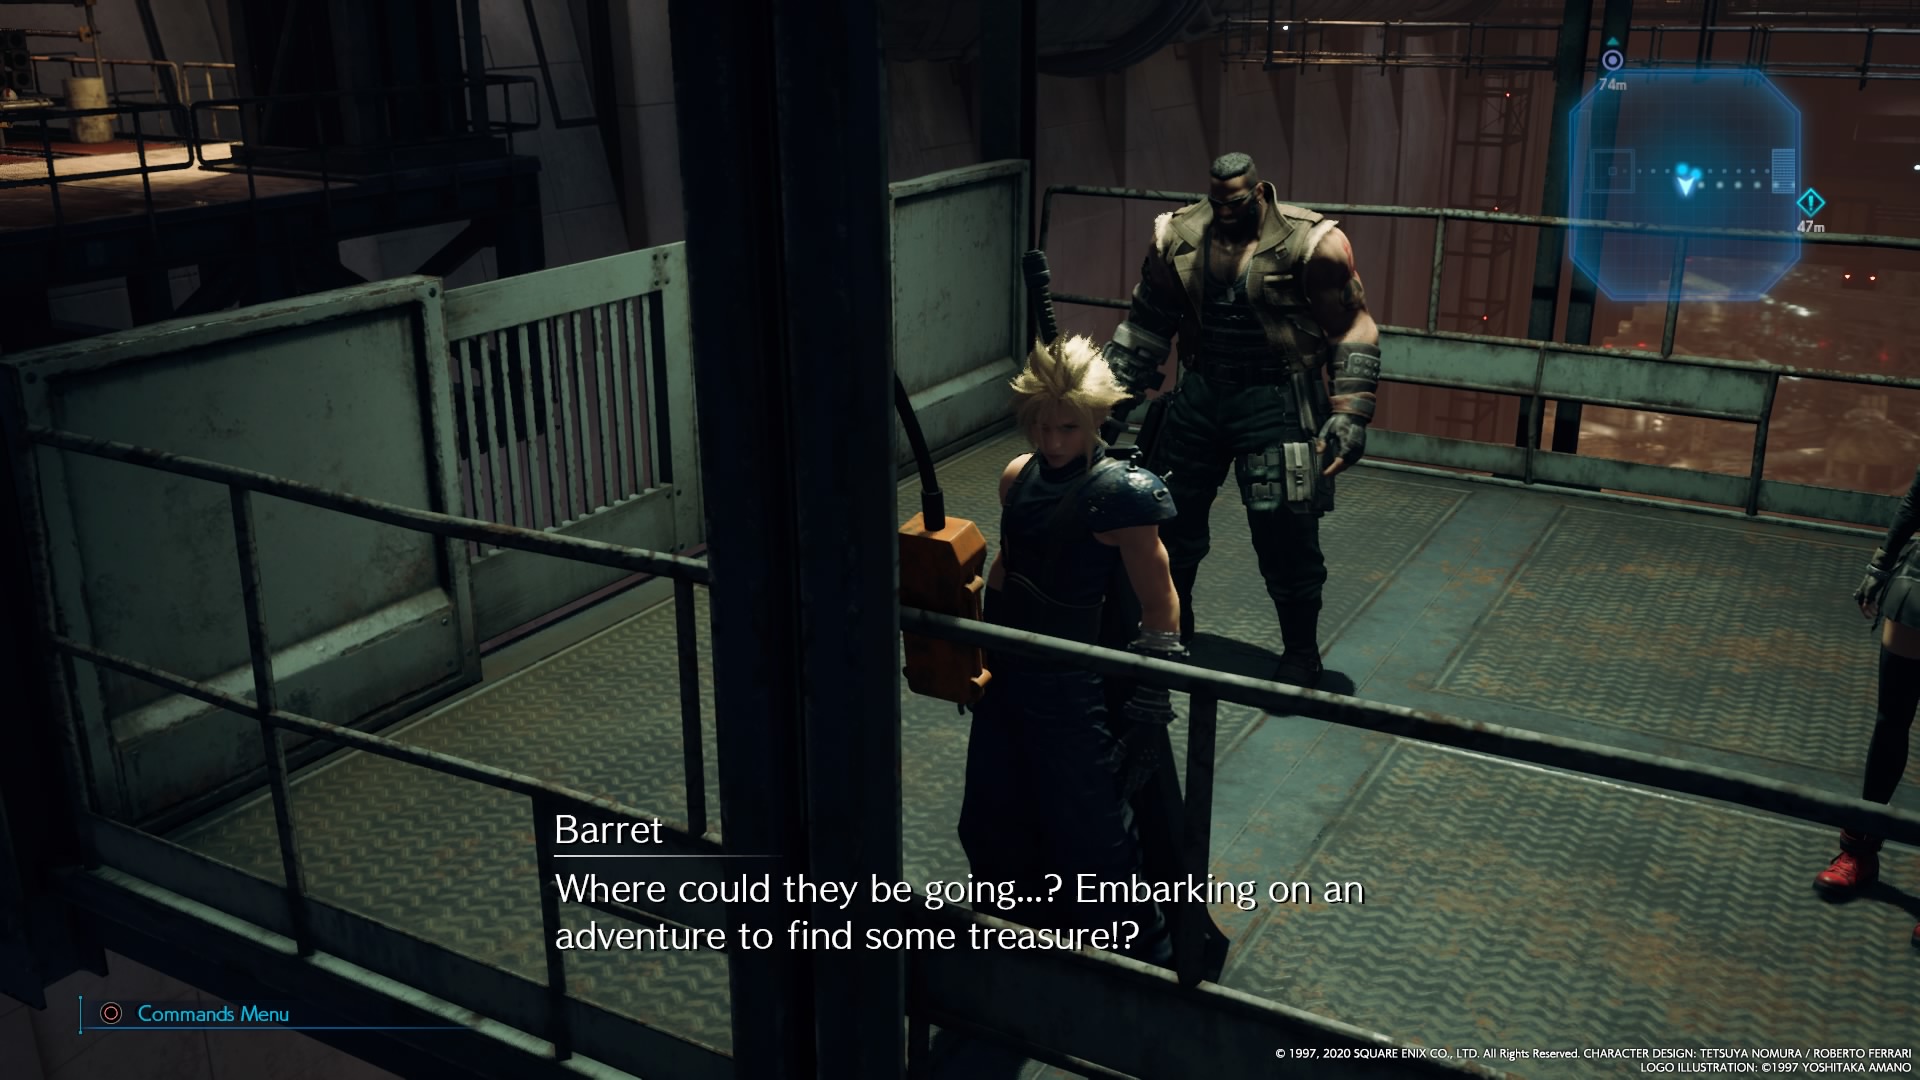 74m
47m
Barret
Where could they be going...? Embarking on an
adventure to find some treasure!?
Commands Menu
© 1997, 2020 SQUARE ENIX CO., LTD. All Rights Reserved. CHARACTER DESIGN: TETSUYA NOMURA / ROBERTO FERRARI
LOGO ILLUSTRATION: ©1997 YOSHITAKA AMANO